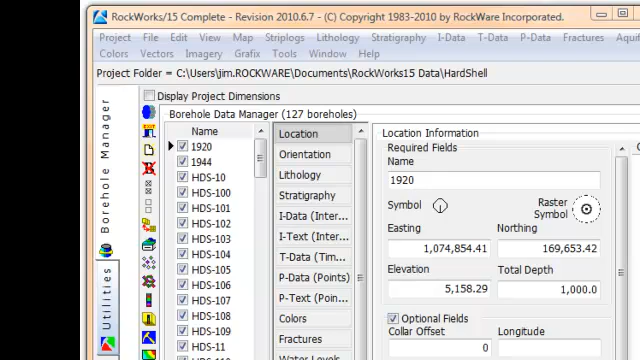 RockWorks/15 Complete - Revision 2010.6.7 - (C) Copyright 1983-2010 by RockWare Incorporated.
Project File Edit View Map Striplogs Lithology Stratigraphy I-Data T-Data P-Data Fractures Aquif
Colors Vectors Imagery Grafix Tools Window Help
Project Folder = C:\Users\jim.ROCKWARE\Documents\RockWorks15 Data\HardShell
Display Project Dimensions
Borehole Data Manager (127 boreholes)
Borehole Manager
Utilities
Name
1920
1944
HDS-10
HDS-100
HDS-101
HDS-102
HDS-103
HDS-104
HDS-105
HDS-106
HDS-107
HDS-108
HDS-109
HDS-11
Location
Orientation
Lithology
Stratigraphy
I-Data (Inter...
I-Text (Inter...
T-Data (Tim...
P-Data (Points)
P-Text (Poin...
Colors
Fractures
Water Levels
Location Information
Required Fields
Name
1920
Symbol
Raster Symbol
Easting Northing
1,074,854.41 169,653.42
Elevation Total Depth
5,158.29 1,000.0
Optional Fields
Collar Offset Longitude
0